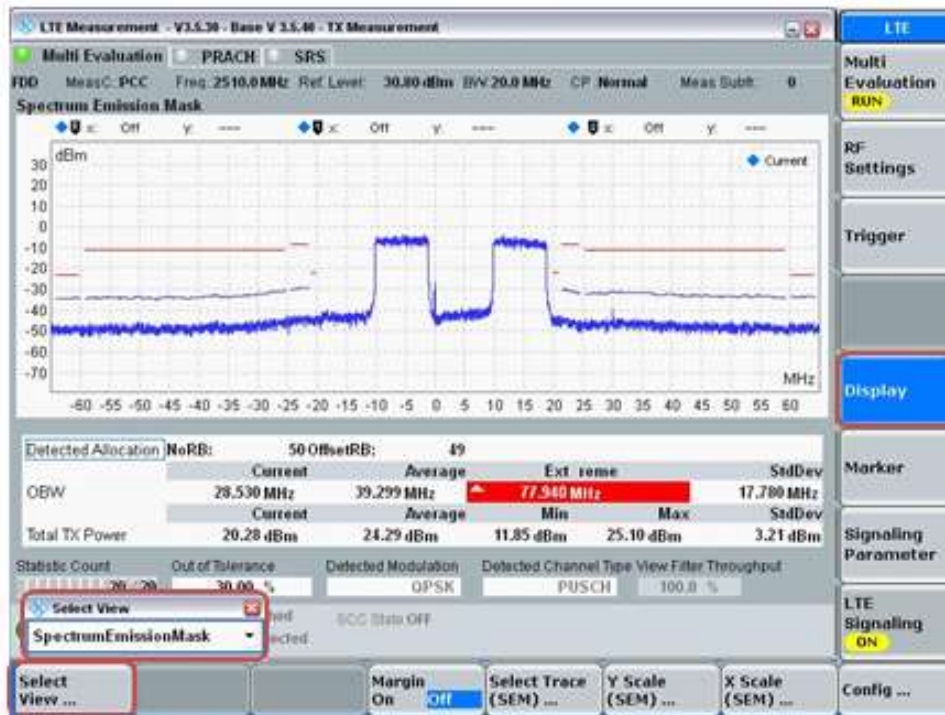 LTE Measurement - V3.5.30 - Base V 3.5.40 - TX Measurement
LTE
Multi Evaluation PRACH SRS
Multi Evaluation RUN
FDD MeasC: PCC Freq: 2510.0 MHz Ref. Level: 30.80 dBm BW: 20.0 MHz CP: Normal Meas Subfr.: 0
Spectrum Emission Mask
x: Off y: --- x: Off y: --- x: Off y: ---
dBm
Current
30
20
10
0
-10
-20
-30
-40
-50
-60
-70
MHz
-60 -55 -50 -45 -40 -35 -30 -25 -20 -15 -10 -5 0 5 10 15 20 25 30 35 40 45 50 55 60
RF Settings
Trigger
Display
Marker
Signaling Parameter
LTE Signaling ON
Config ...
Detected Allocation NoRB: 50 OffsetRB: 49
Current Average Ext reme StdDev
OBW 28.530 MHz 39.299 MHz 77.940 MHz 17.780 MHz
Current Average Min Max StdDev
Total TX Power 20.28 dBm 24.29 dBm 11.85 dBm 25.10 dBm 3.21 dBm
Statistic Count Out of Tolerance Detected Modulation Detected Channel Type View Filter Throughput
20 / 20 30.00 % QPSK PUSCH 100.0 %
Select View
SpectrumEmissionMask
hed
ected
SCC State OFF
Select View ...
Margin On Off
Select Trace (SEM) ...
Y Scale (SEM) ...
X Scale (SEM) ...